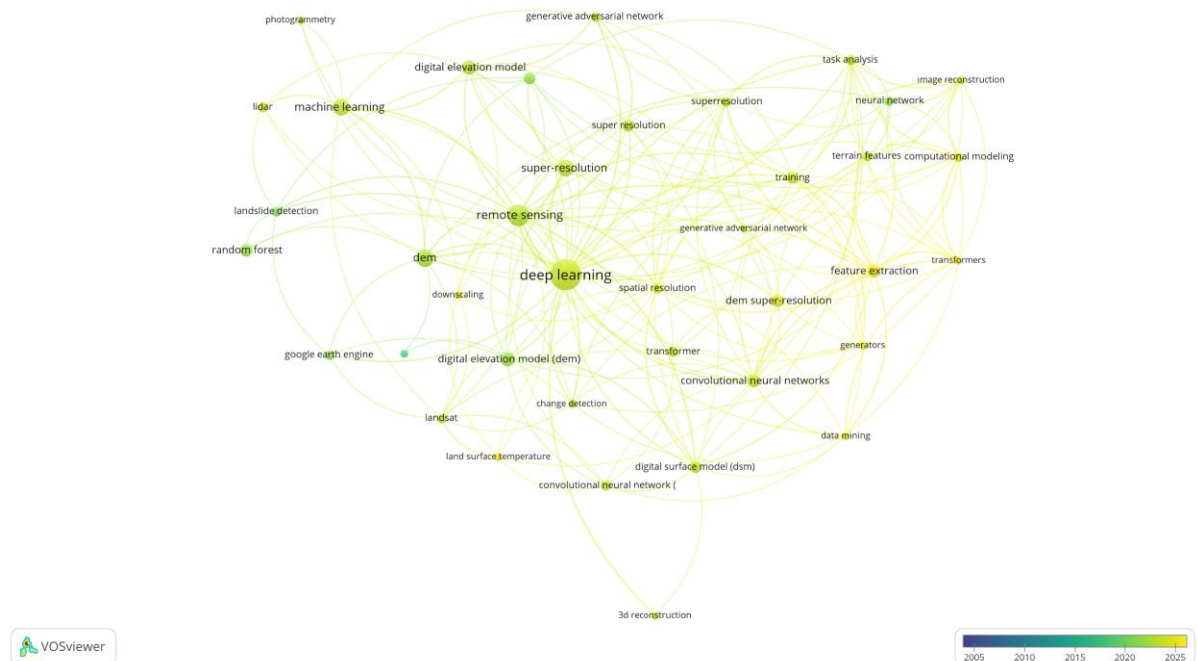 generative adversarial network
photogrammetry
digital elevation model
task analysis
image reconstruction
lidar
machine learning
superresolution
neural network
super resolution
terrain features
computational modeling
super-resolution
training
landslide detection
remote sensing
generative adversarial network
random forest
dem
transformers
deep learning
feature extraction
downscaling
spatial resolution
dem super-resolution
google earth engine
digital elevation model (dem)
transformer
generators
convolutional neural networks
change detection
landsat
data mining
land surface temperature
digital surface model (dsm)
convolutional neural network (
3d reconstruction
VOSviewer
2005 2010 2015 2020 2025